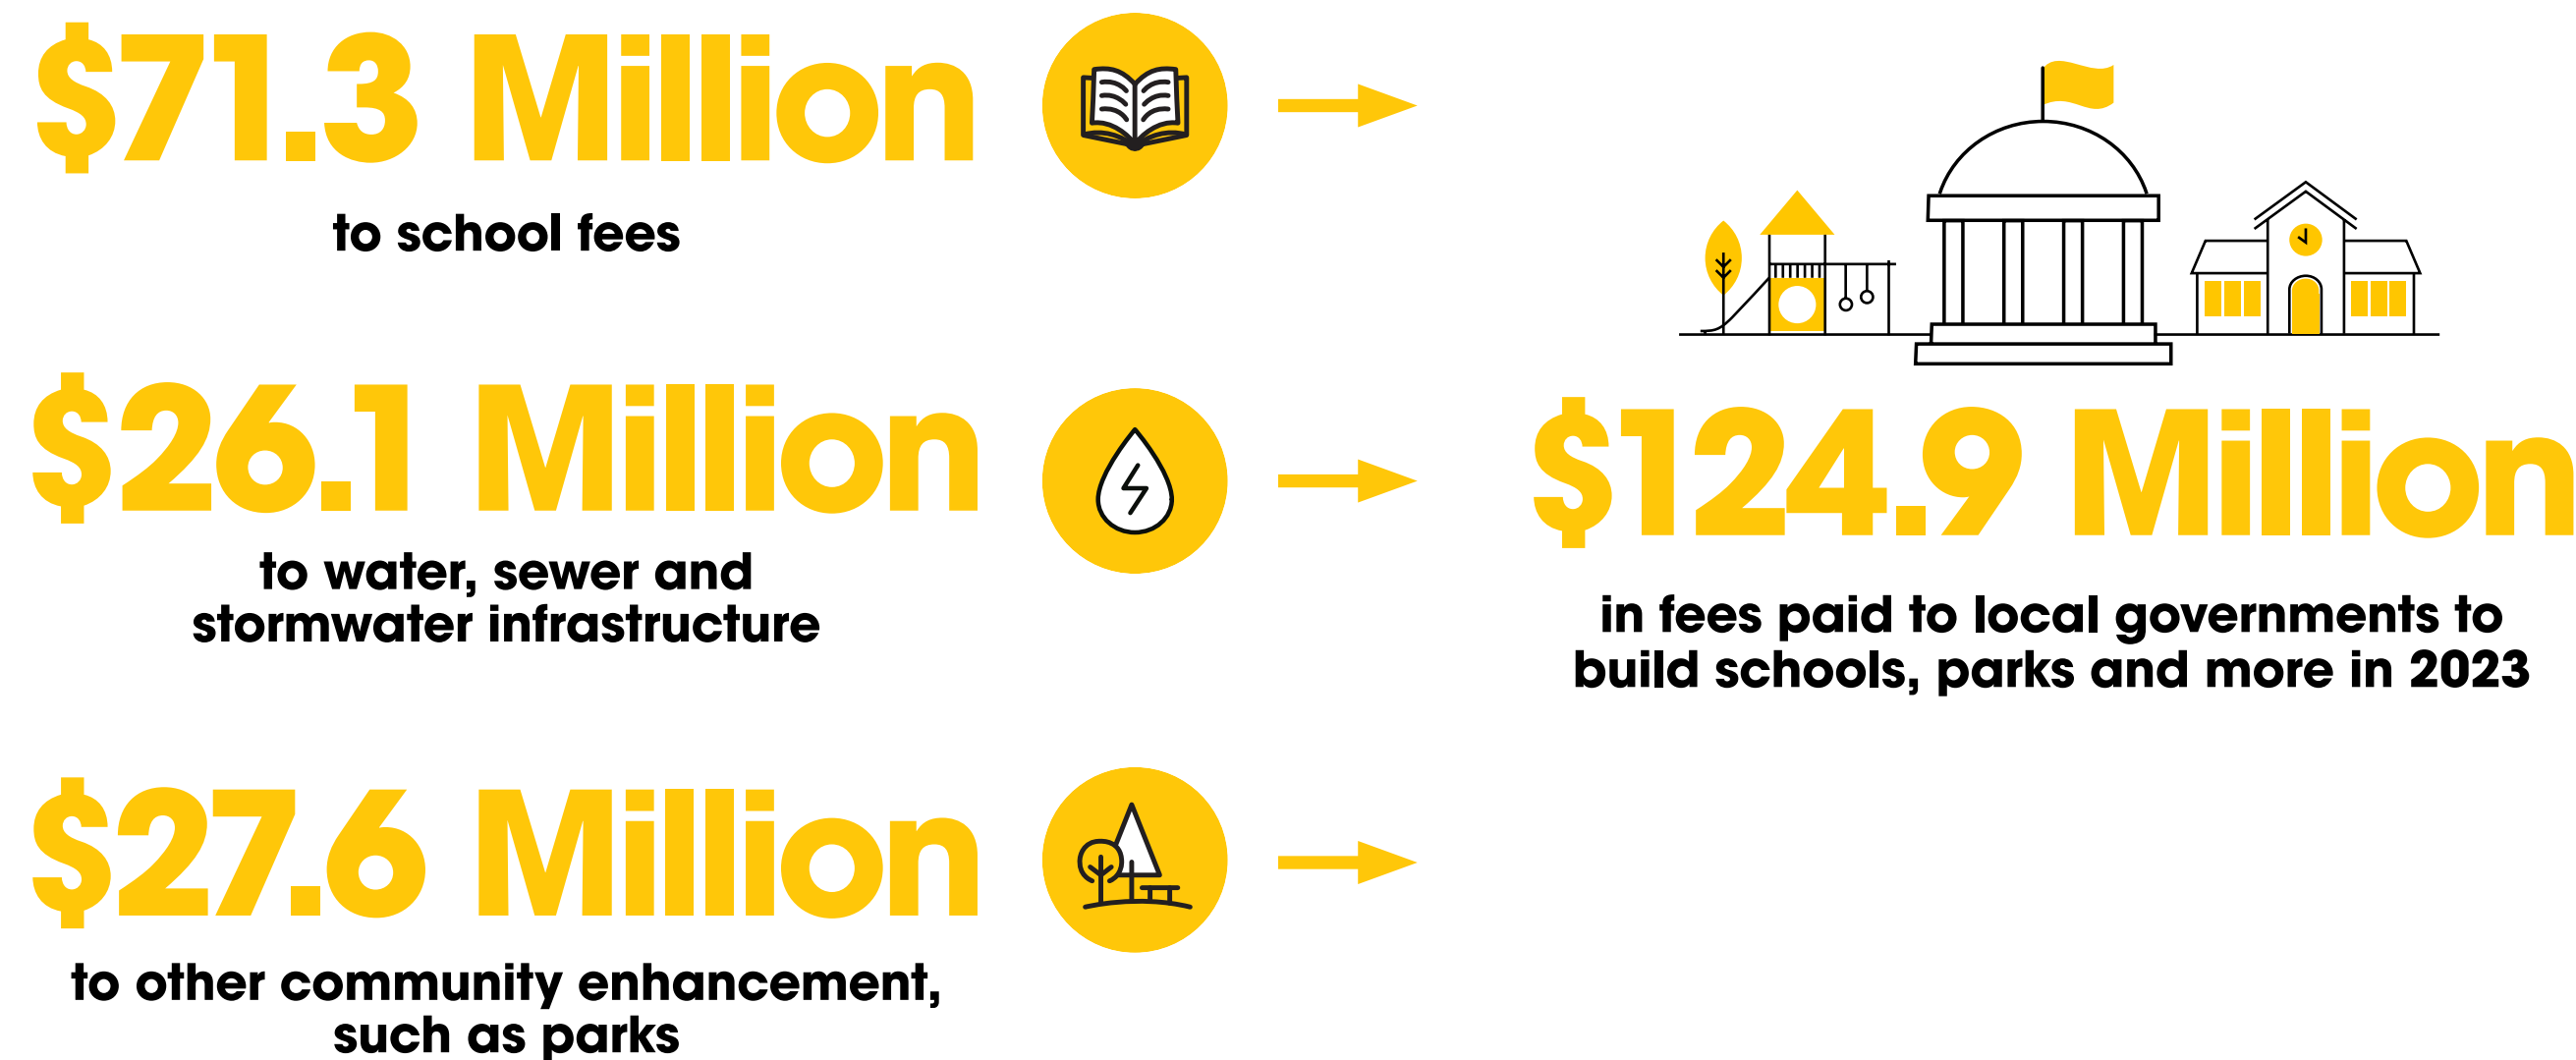 $71.3 Million
to school fees
$26.1 Million
to water, sewer and
stormwater infrastructure
$27.6 Million
to other community enhancement,
such as parks
$124.9 Million
in fees paid to local governments to
build schools, parks and more in 2023